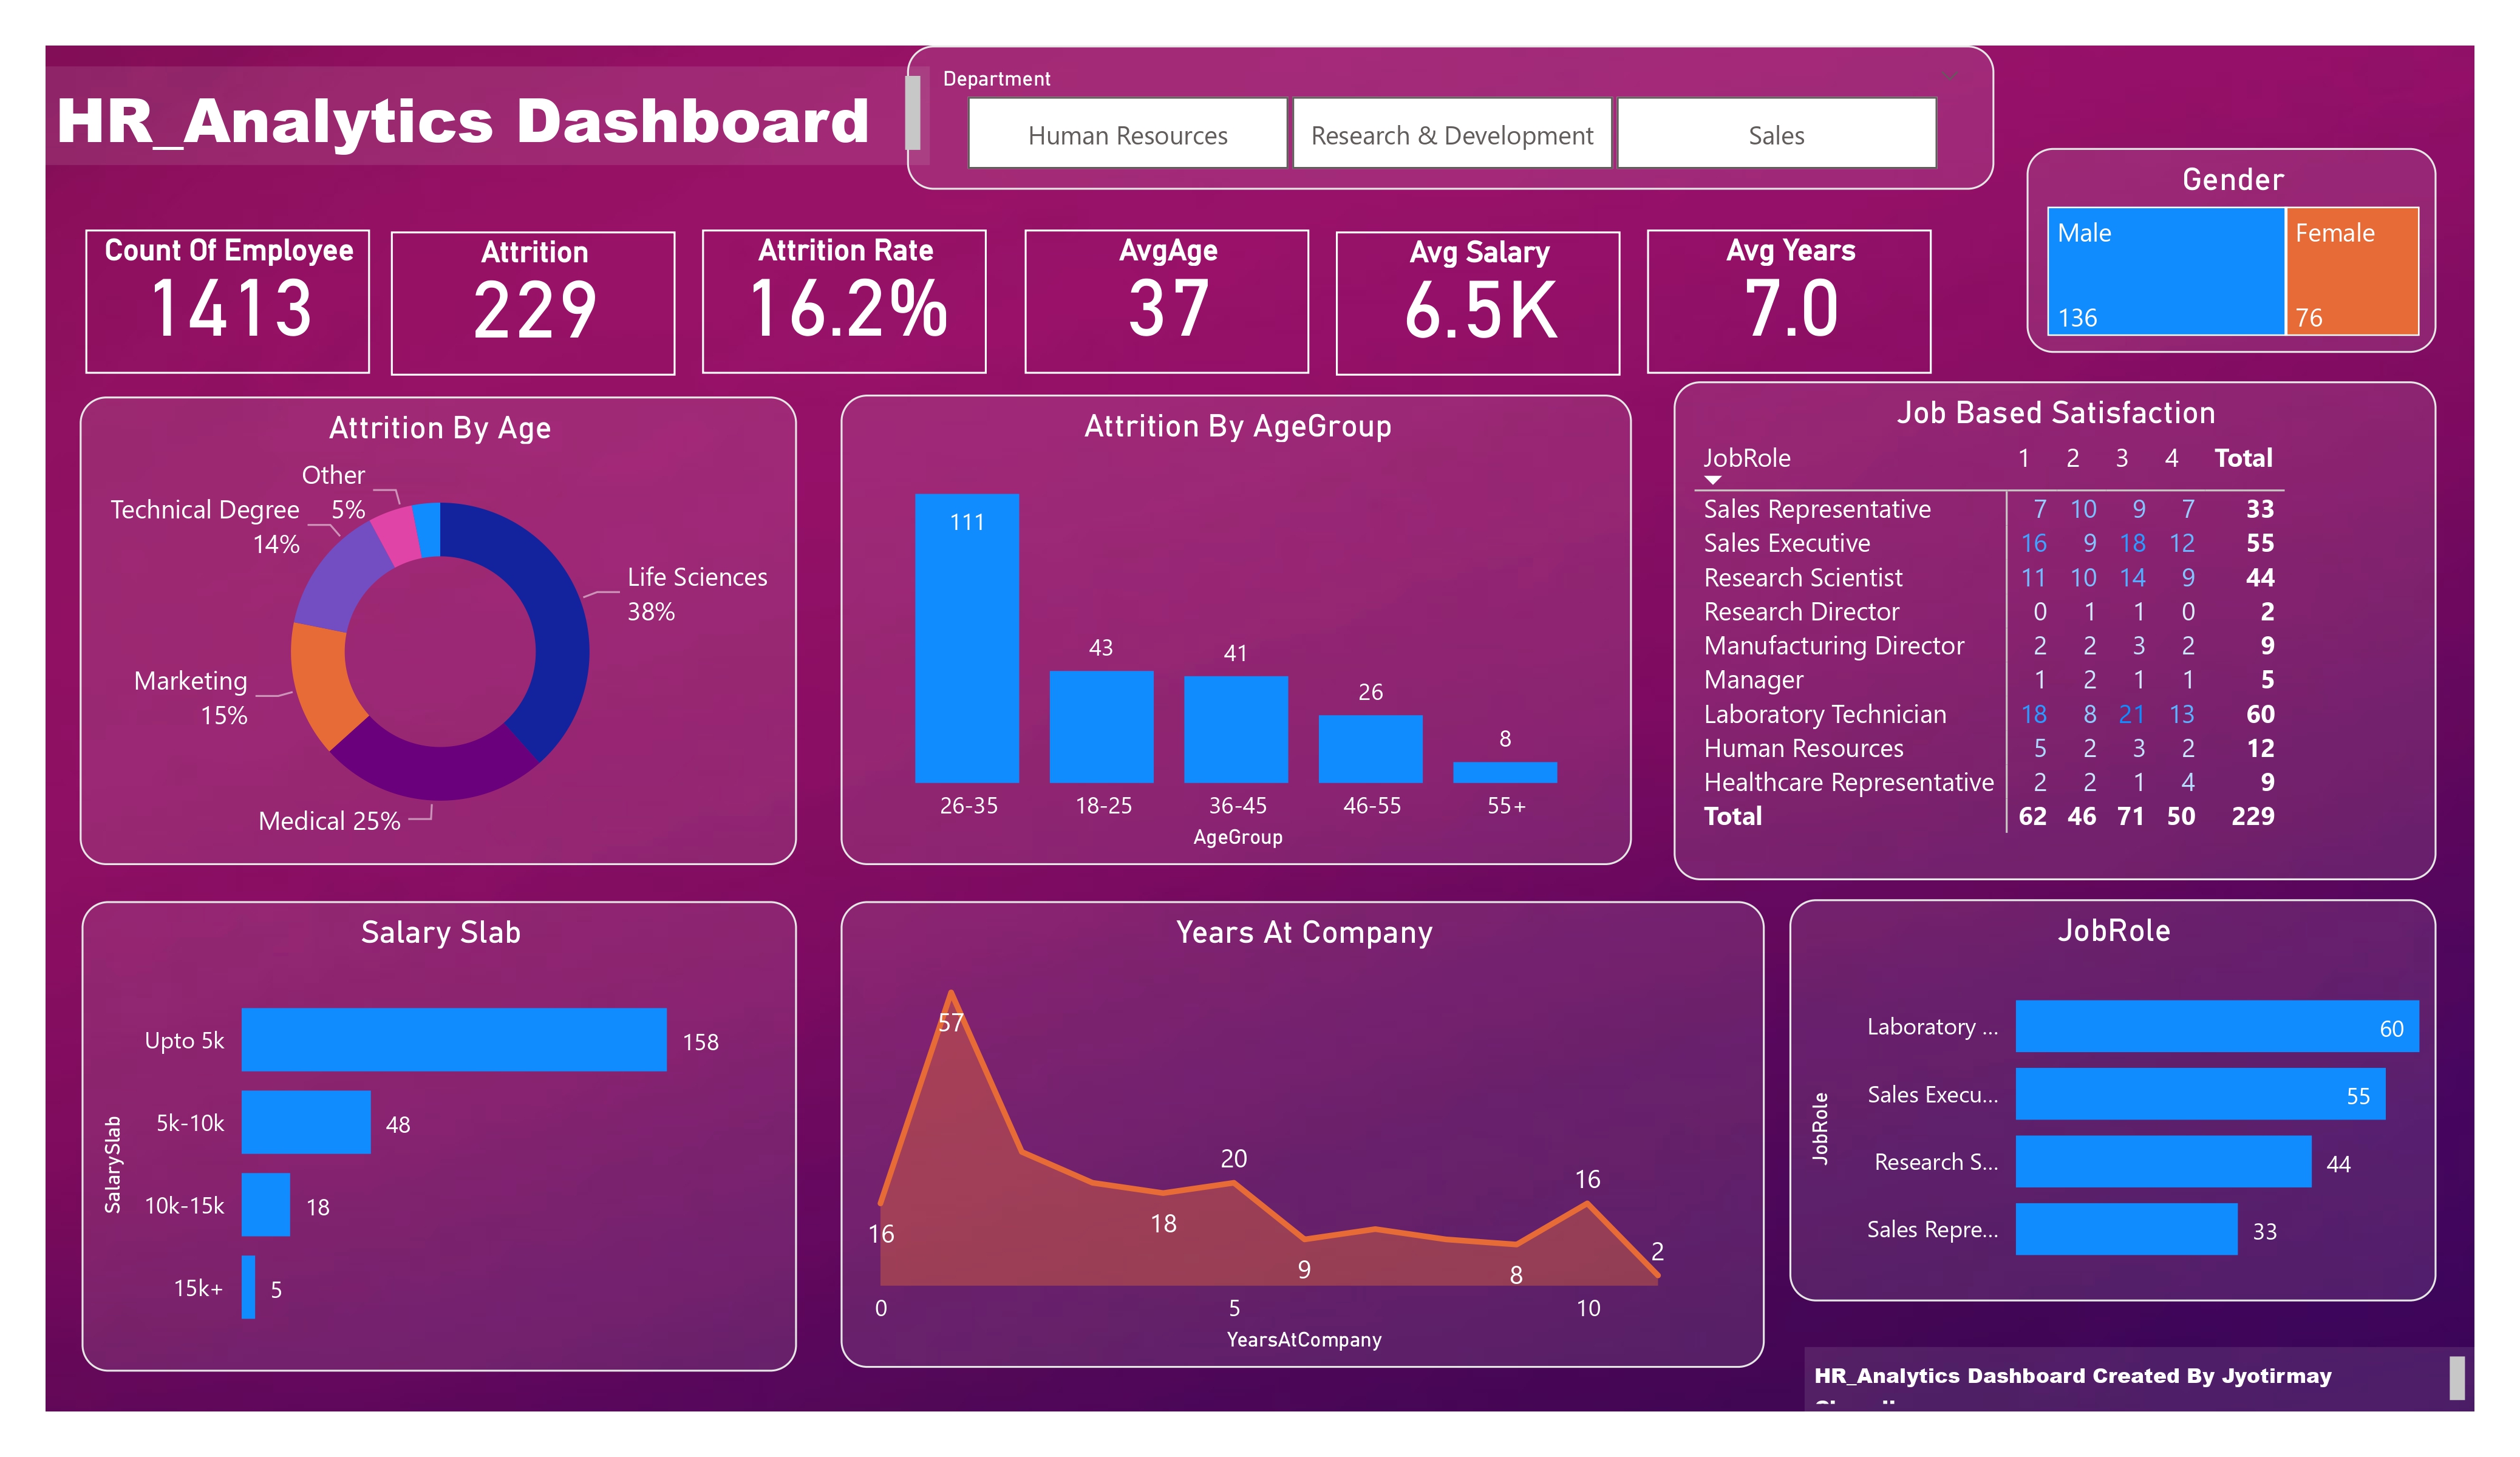 HR_Analytics Dashboard
Department
Human Resources
Research & Development
Sales
Gender
Male
136
Female
76
Count Of Employee
1413
Attrition
229
Attrition Rate
16.2%
AvgAge
37
Avg Salary
6.5K
Avg Years
7.0
Attrition By Age
Other
5%
Technical Degree
14%
Life Sciences
38%
Marketing
15%
Medical 25%
Attrition By AgeGroup
111
43
41
26
8
26-35 18-25 36-45 46-55 55+
AgeGroup
Job Based Satisfaction
JobRole 1 2 3 4 Total
Sales Representative 7 10 9 7 33
Sales Executive 16 9 18 12 55
Research Scientist 11 10 14 9 44
Research Director 0 1 1 0 2
Manufacturing Director 2 2 3 2 9
Manager 1 2 1 1 5
Laboratory Technician 18 8 21 13 60
Human Resources 5 2 3 2 12
Healthcare Representative 2 2 1 4 9
Total 62 46 71 50 229
Salary Slab
SalarySlab
Upto 5k 158
5k-10k 48
10k-15k 18
15k+ 5
Years At Company
57
16
18
20
9
8
16
2
0 5 10
YearsAtCompany
JobRole
JobRole
Laboratory ... 60
Sales Execu... 55
Research S... 44
Sales Repre... 33
HR_Analytics Dashboard Created By Jyotirmay